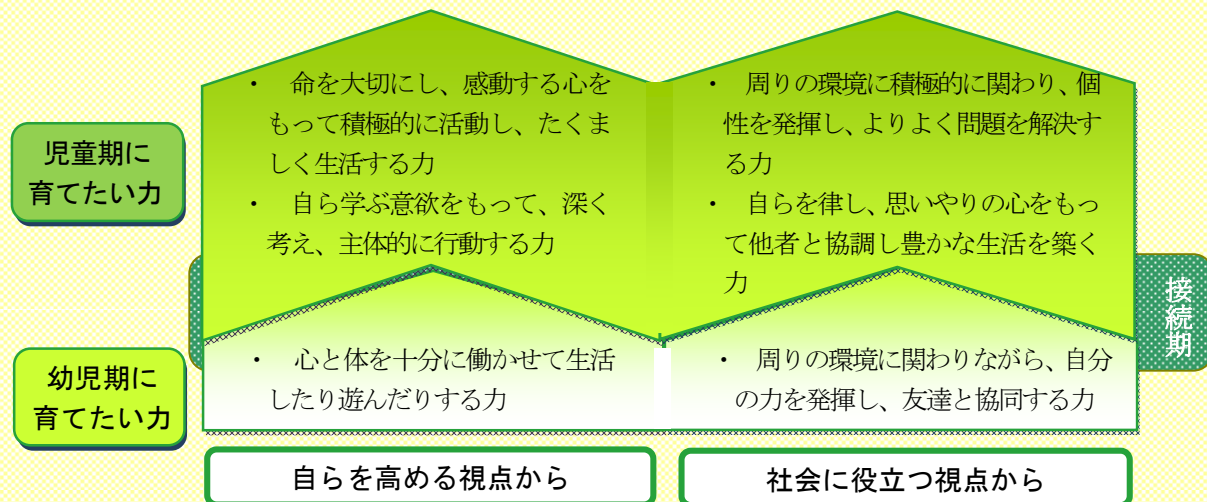 児童期に
育てたい力
・　命を大切にし、感動する心を
もって積極的に活動し、たくま
しく生活する力
・　自ら学ぶ意欲をもって、深く
考え、主体的に行動する力
・　周りの環境に積極的に関わり、個
性を発揮し、よりよく問題を解決す
る力
・　自らを律し、思いやりの心をもっ
て他者と協調し豊かな生活を築く
力
接続期
幼児期に
育てたい力
・　心と体を十分に働かせて生活
したり遊んだりする力
・　周りの環境に関わりながら、自分
の力を発揮し、友達と協同する力
自らを高める視点から
社会に役立つ視点から